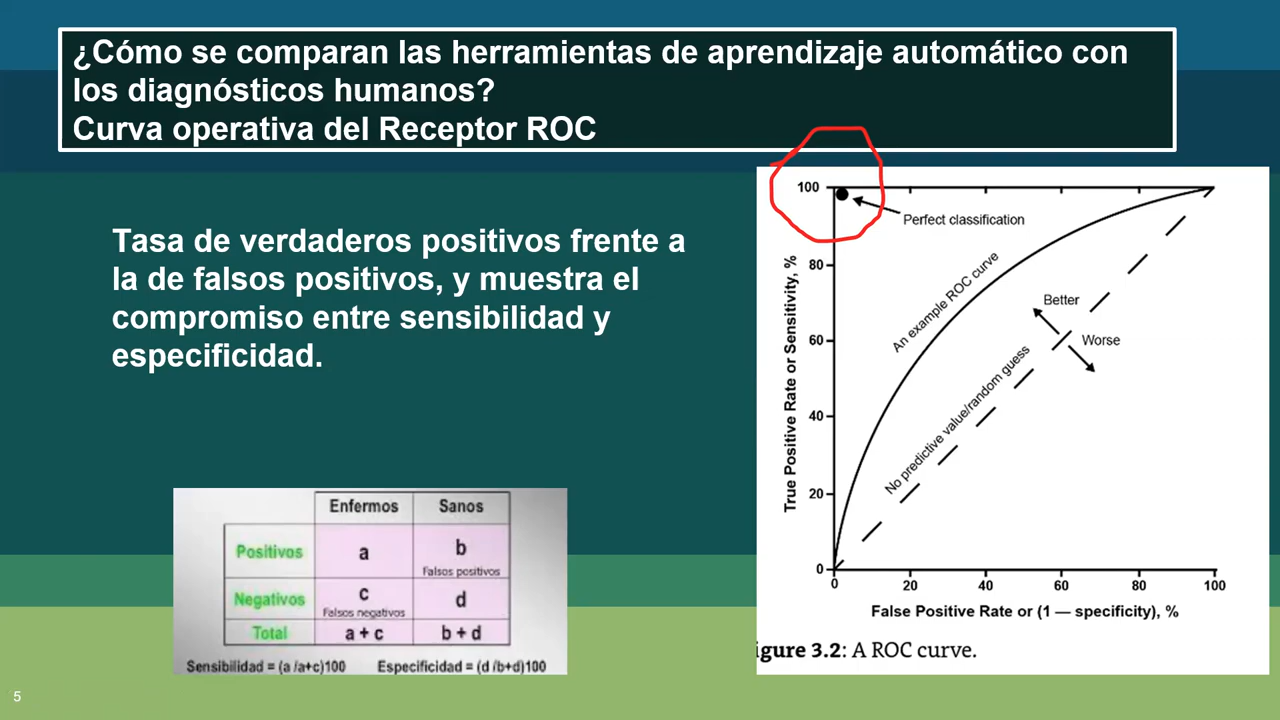 ¿Cómo se comparan las herramientas de aprendizaje automático con
los diagnósticos humanos?
Curva operativa del Receptor ROC
Tasa de verdaderos positivos frente a
la de falsos positivos, y muestra el
compromiso entre sensibilidad y
especificidad.
Enfermos Sanos
Positivos a b
Falsos positivos
Negativos c d
Falsos negativos
Total a + c b + d
Sensibilidad = (a /a+c)100 Especificidad = (d /b+d)100
True Positive Rate or Sensitivity, %
100
80
60
40
20
0
Perfect classification
An example ROC curve
Better
Worse
No predictive value/random guess
0 20 40 60 80 100
False Positive Rate or (1 — specificity), %
igure 3.2: A ROC curve.
5